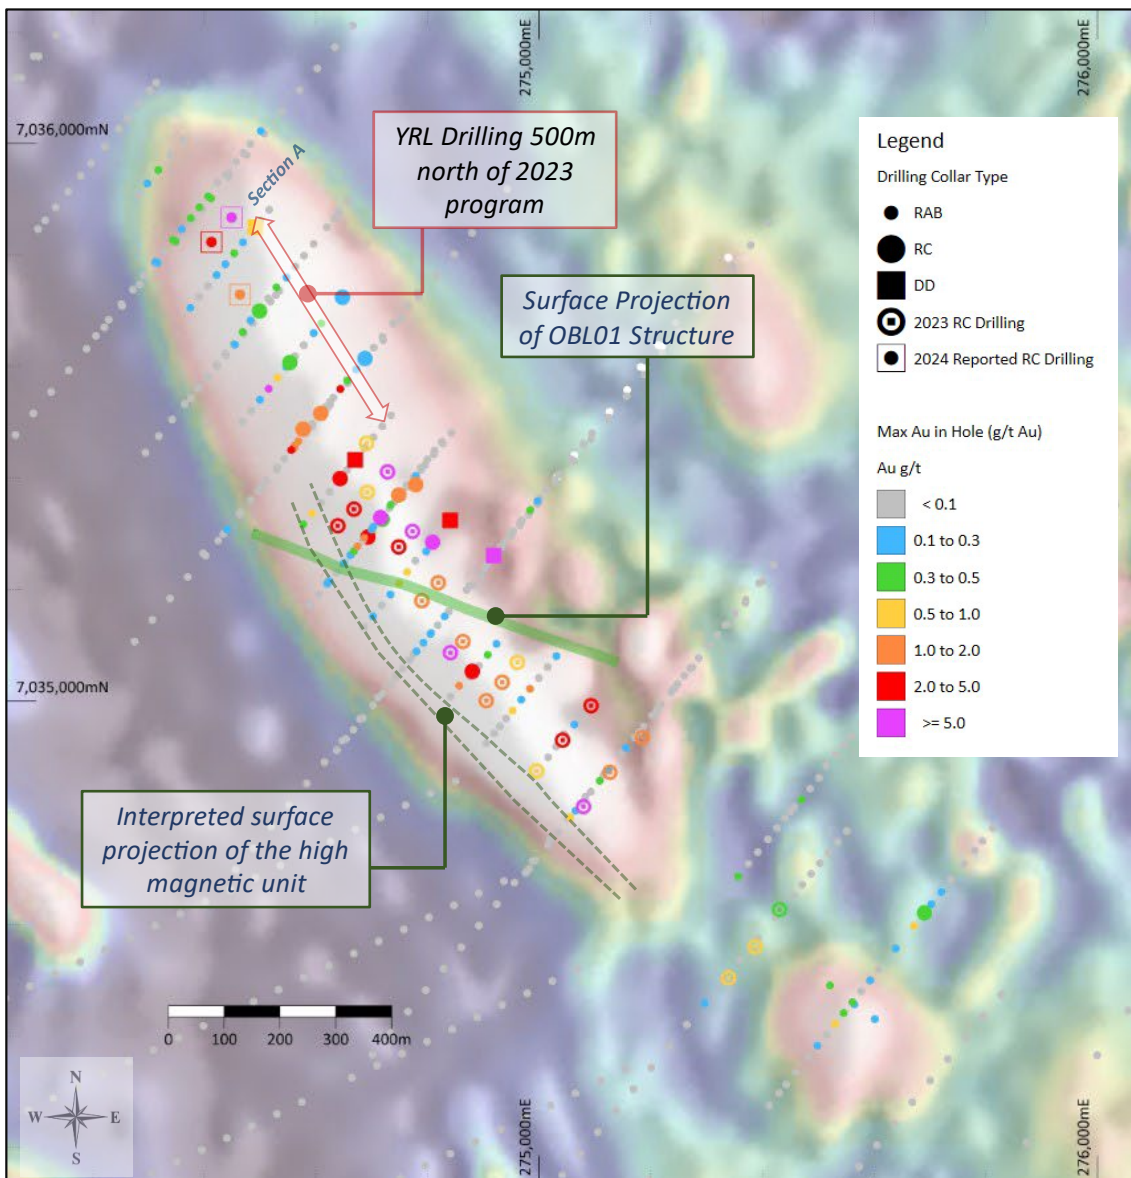 275,000mE
276,000mE
7,036,000mN
YRL Drilling 500m
north of 2023
program
Section A
Surface Projection
of OBL01 Structure
Legend
Drilling Collar Type
RAB
RC
DD
2023 RC Drilling
2024 Reported RC Drilling
Max Au in Hole (g/t Au)
Au g/t
< 0.1
0.1 to 0.3
0.3 to 0.5
0.5 to 1.0
1.0 to 2.0
2.0 to 5.0
>= 5.0
7,035,000mN
Interpreted surface
projection of the high
magnetic unit
0 100 200 300 400m
N
W E
S
275,000mE
276,000mE